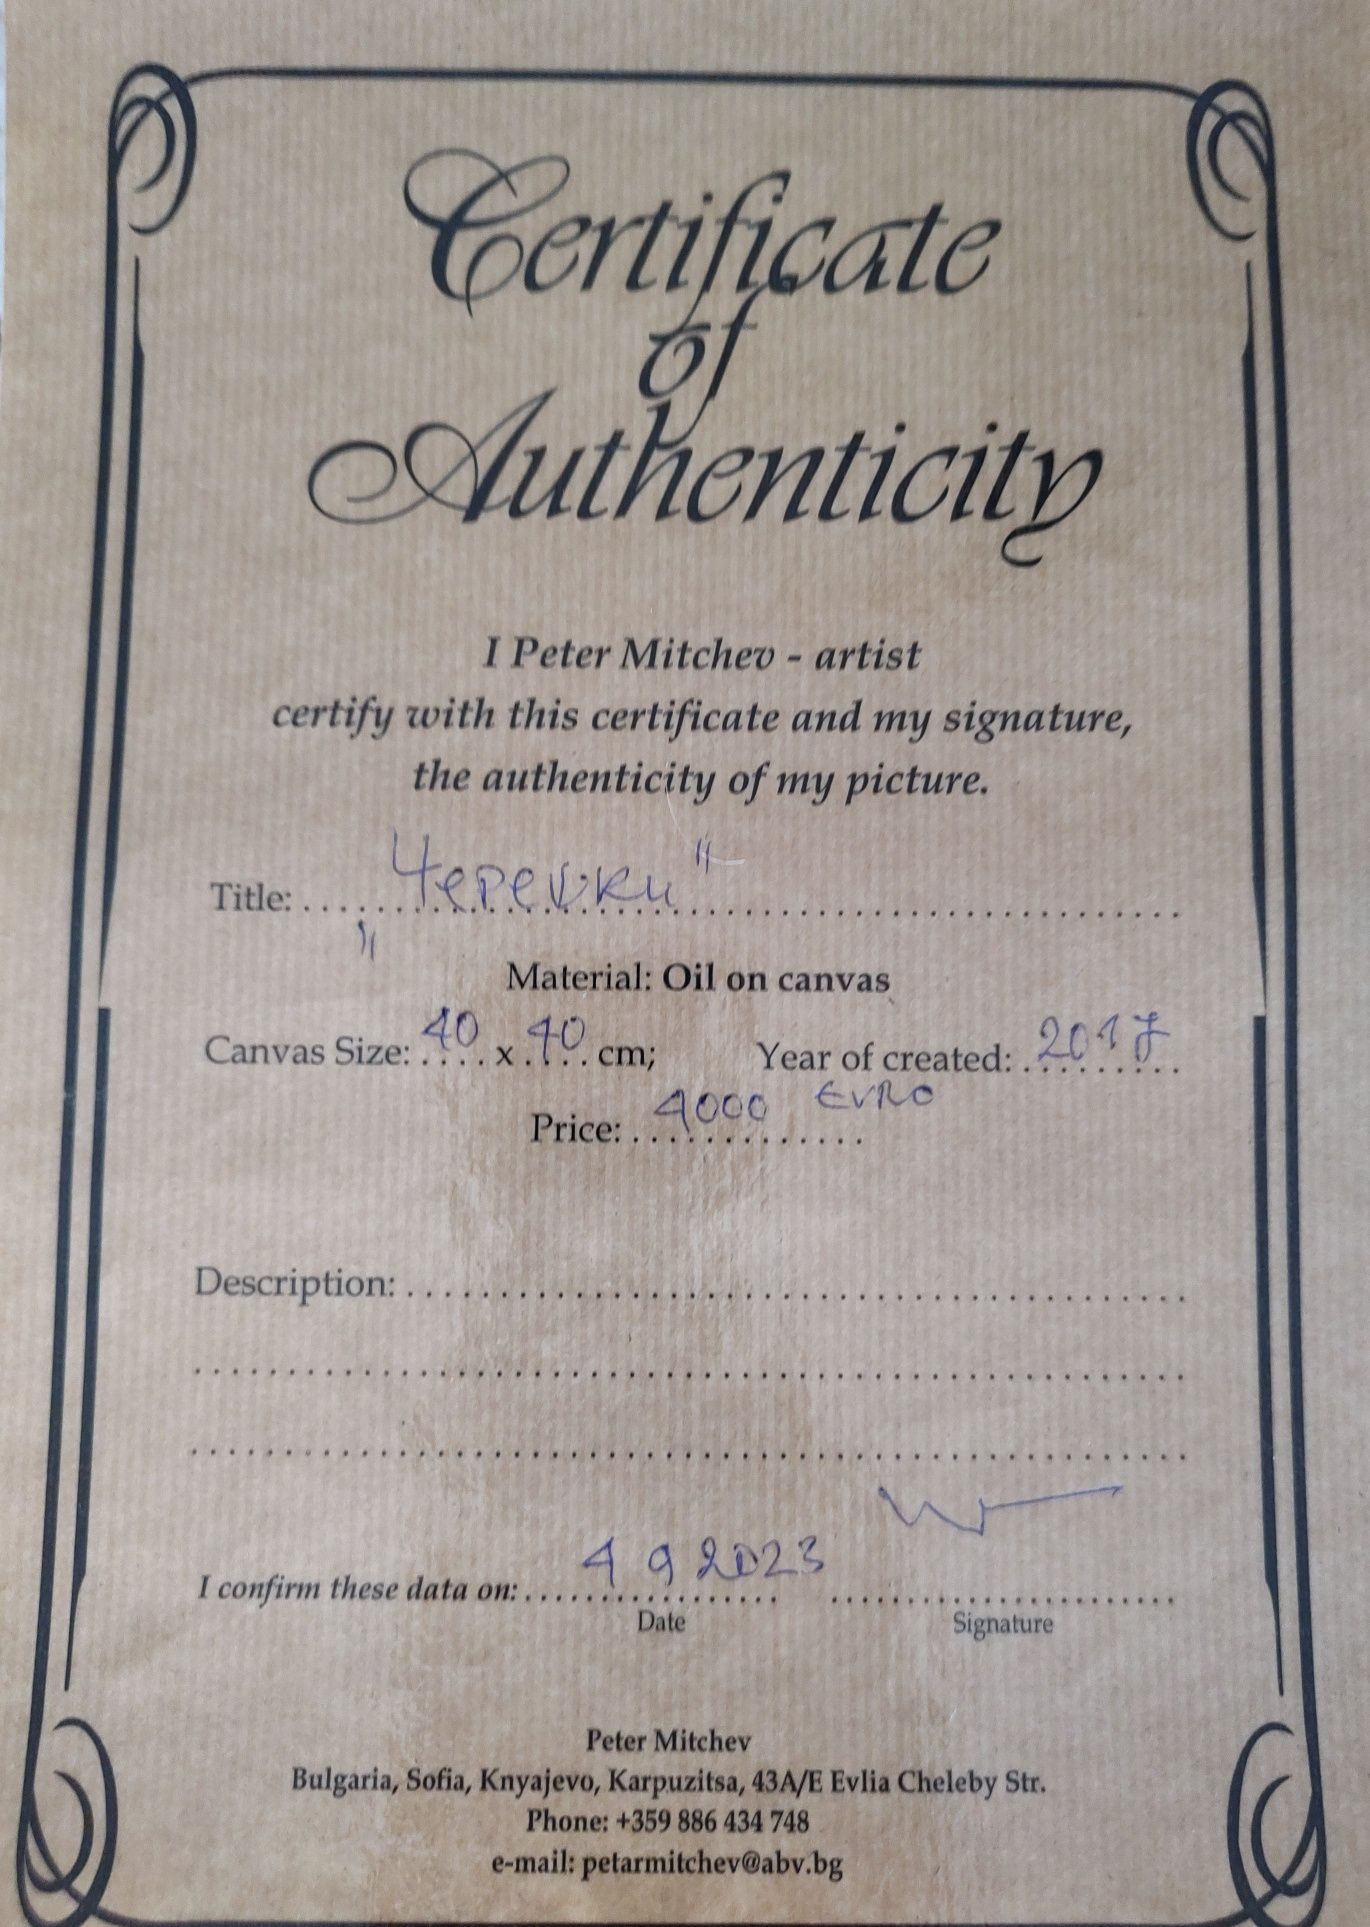 Certificate
of
Authenticity
I Peter Mitchev - artist
certify with this certificate and my signature,
the authenticity of my picture.
Title: „Черешки"
Material: Oil on canvas
Canvas Size: 40 x 40 cm; Year of created: 2017
Price: 4000 EVRO
Description:
I confirm these data on: 4 9 2023
Date Signature
Peter Mitchev
Bulgaria, Sofia, Knyajevo, Karpuzitsa, 43A/E Evlia Cheleby Str.
Phone: +359 886 434 748
e-mail: petarmitchev@abv.bg